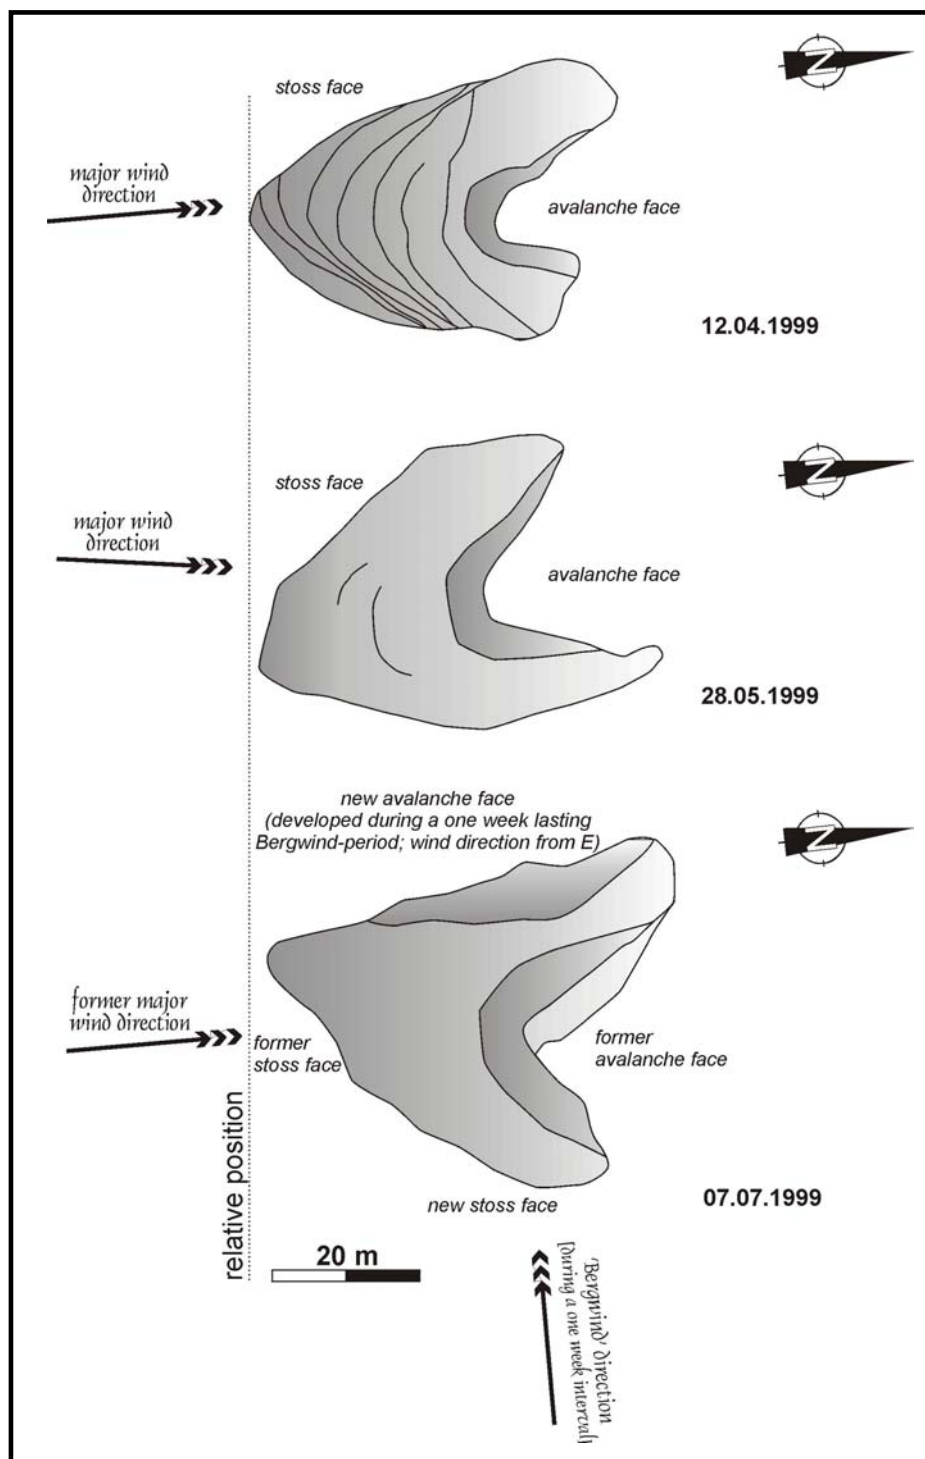 N
stoss face
major wind
direction
avalanche face
12.04.1999
N
stoss face
major wind
direction
avalanche face
28.05.1999
new avalanche face
(developed during a one week lasting
Bergwind-period; wind direction from E)
N
former major
wind direction
former
stoss face
former
avalanche face
relative position
new stoss face
07.07.1999
20 m
'Bergwind' direction
[during a one week interval]